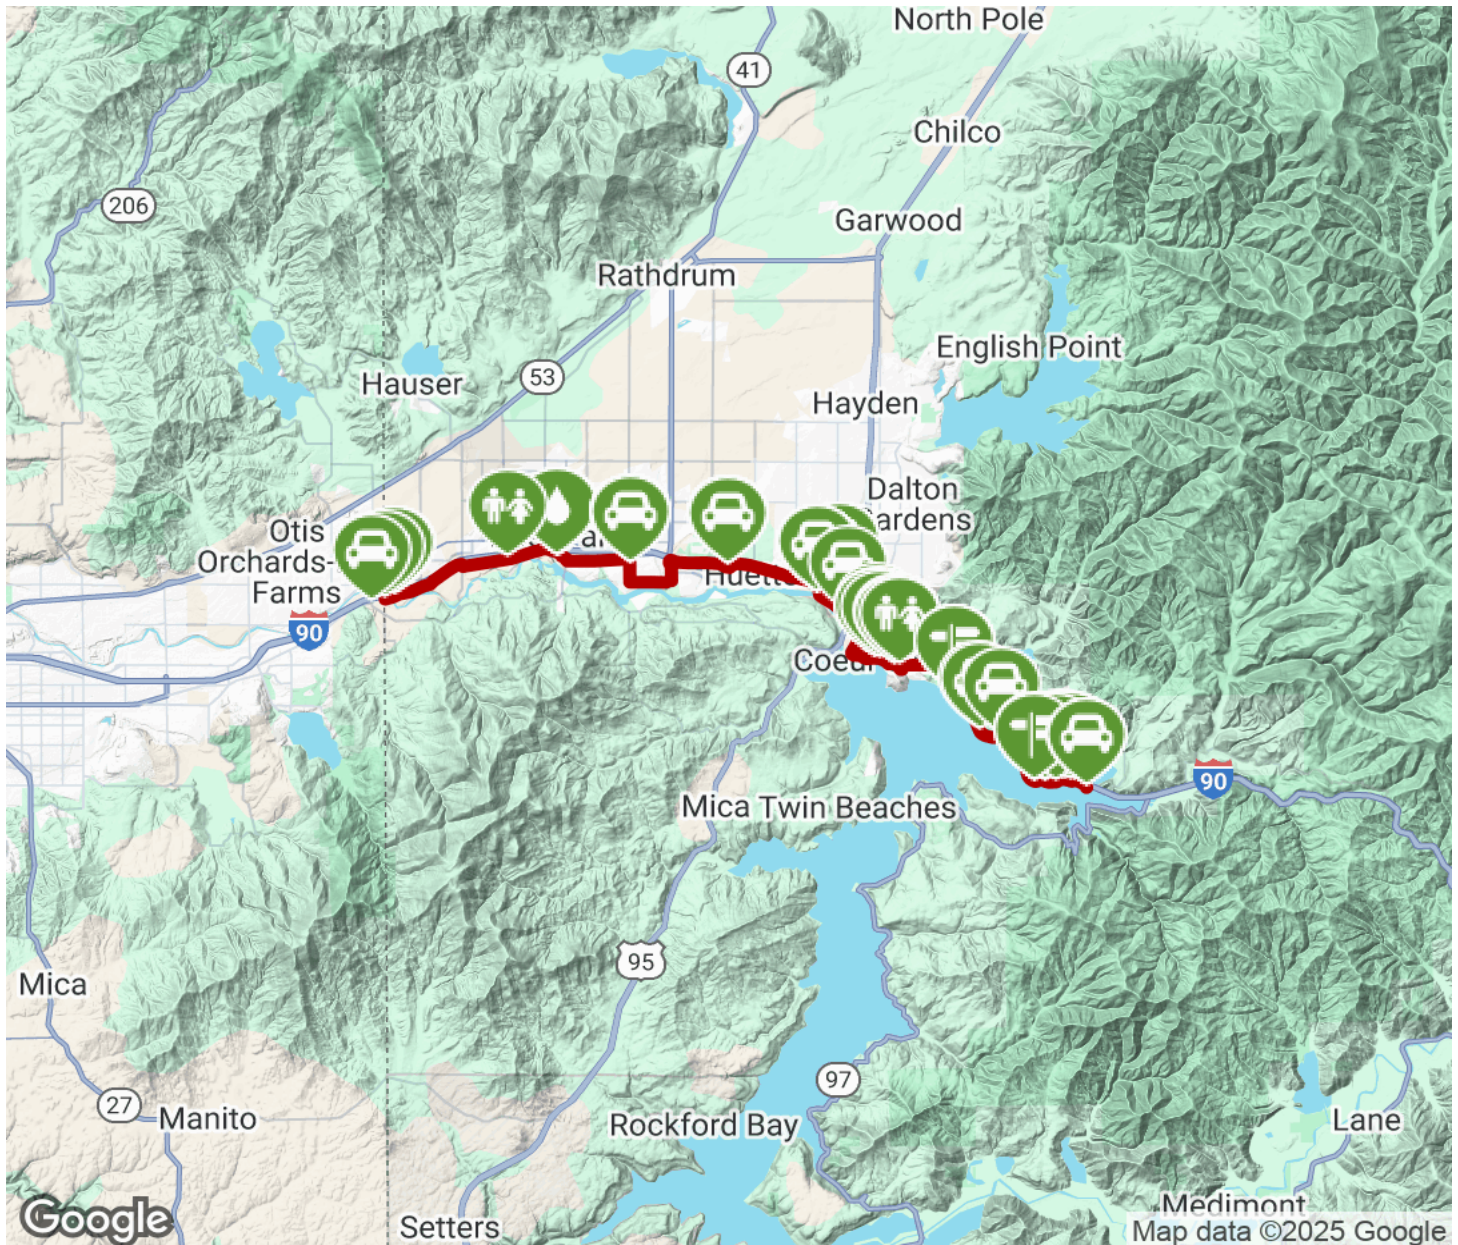 North Pole
41
Chilco
206
Garwood
Rathdrum
English Point
53
Hauser
Hayden
Dalton
Otis
Orchards-
Farms
90
Coeur
90
Mica
Twin Beaches
95
Mica
97
27
Manito
Rockford Bay
Lane
Medimont
Setters
Google
Map data ©2025 Google